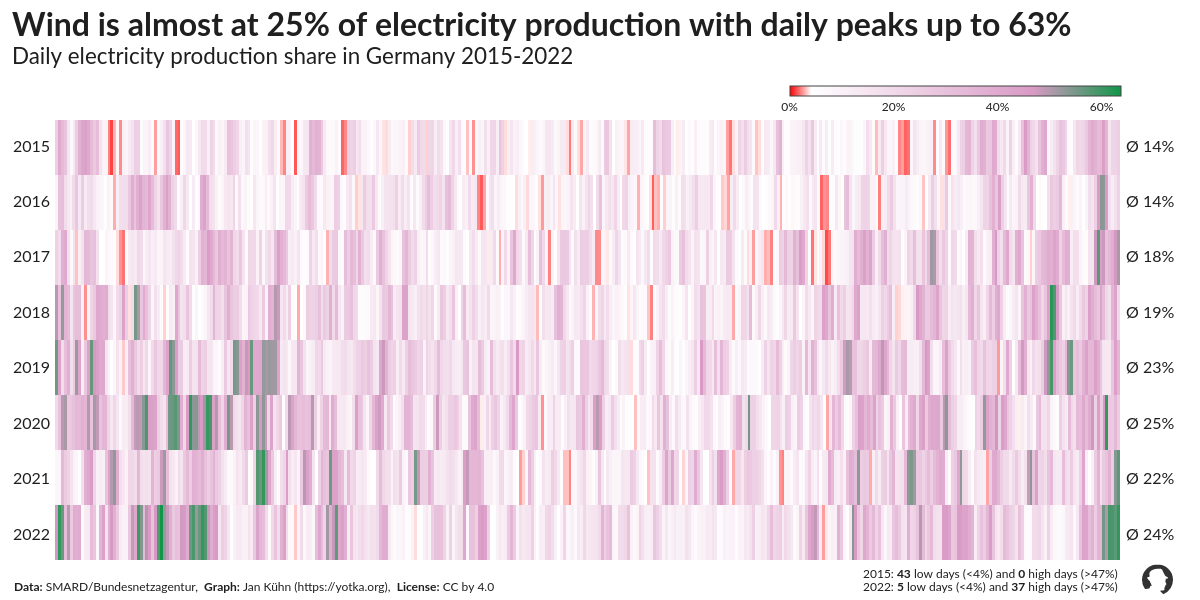 Wind is almost at 25% of electricity production with daily peaks up to 63%
Daily electricity production share in Germany 2015-2022
0% 20% 40% 60%
2015 Ø 14%
2016 Ø 14%
2017 Ø 18%
2018 Ø 19%
2019 Ø 23%
2020 Ø 25%
2021 Ø 22%
2022 Ø 24%
2015: 43 low days (<4%) and 0 high days (>47%)
Data: SMARD/Bundesnetzagentur, Graph: Jan Kühn (https://yotka.org), License: CC by 4.0 2022: 5 low days (<4%) and 37 high days (>47%)